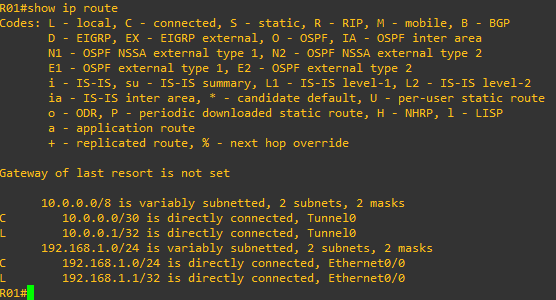 R01#show ip route
Codes: L - local, C - connected, S - static, R - RIP, M - mobile, B - BGP
       D - EIGRP, EX - EIGRP external, O - OSPF, IA - OSPF inter area
       N1 - OSPF NSSA external type 1, N2 - OSPF NSSA external type 2
       E1 - OSPF external type 1, E2 - OSPF external type 2
       i - IS-IS, su - IS-IS summary, L1 - IS-IS level-1, L2 - IS-IS level-2
       ia - IS-IS inter area, * - candidate default, U - per-user static route
       o - ODR, P - periodic downloaded static route, H - NHRP, l - LISP
       a - application route
       + - replicated route, % - next hop override

Gateway of last resort is not set

      10.0.0.0/8 is variably subnetted, 2 subnets, 2 masks
C        10.0.0.0/30 is directly connected, Tunnel0
L        10.0.0.1/32 is directly connected, Tunnel0
      192.168.1.0/24 is variably subnetted, 2 subnets, 2 masks
C        192.168.1.0/24 is directly connected, Ethernet0/0
L        192.168.1.1/32 is directly connected, Ethernet0/0
R01#